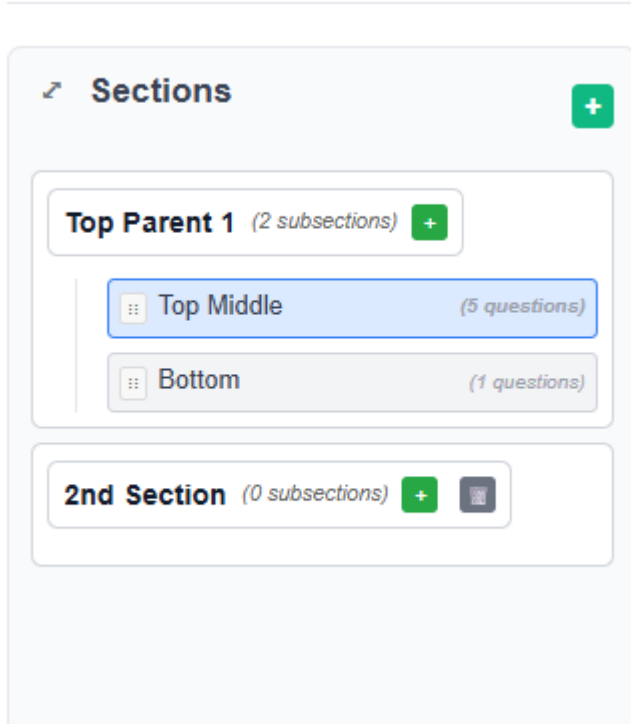 Sections
+
Top Parent 1 (2 subsections) +
Top Middle (5 questions)
Bottom (1 questions)
2nd Section (0 subsections) +